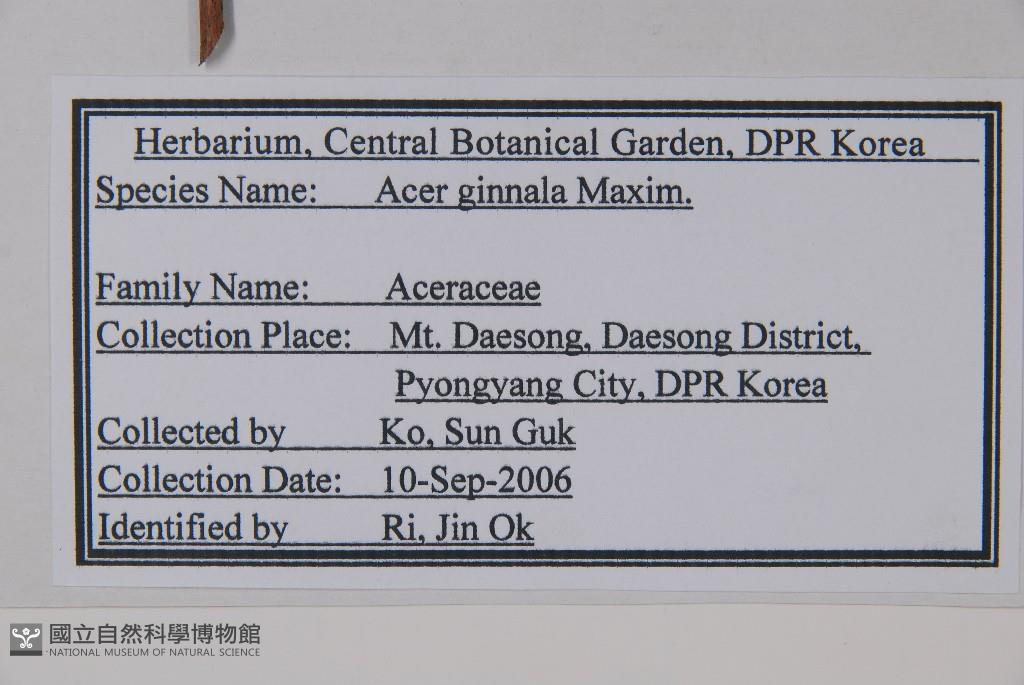 Herbarium, Central Botanical Garden, DPR Korea
Species Name: Acer ginnala Maxim.
Family Name: Aceraceae
Collection Place: Mt. Daesong, Daesong District,
Pyongyang City, DPR Korea
Collected by Ko, Sun Guk
Collection Date: 10-Sep-2006
Identified by Ri, Jin Ok
國立自然科學博物館
NATIONAL MUSEUM OF NATURAL SCIENCE